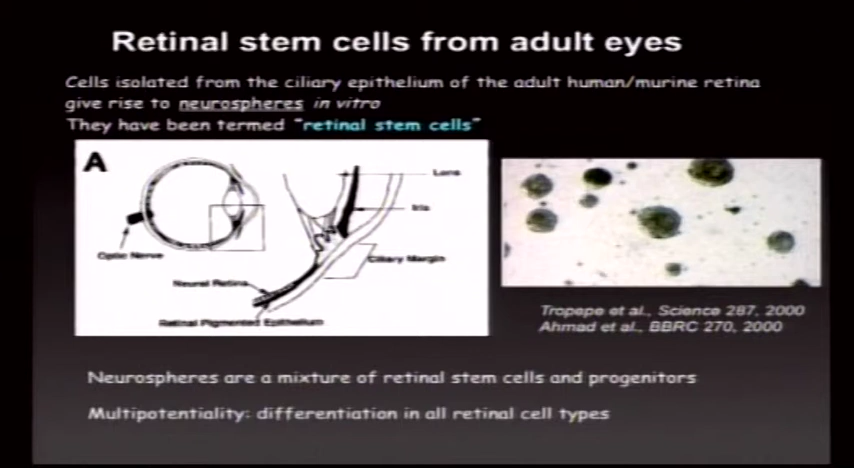 Retinal stem cells from adult eyes
Cells isolated from the ciliary epithelium of the adult human/murine retina
give rise to neurospheres in vitro
They have been termed "retinal stem cells"
A
Lens
Iris
Optic Nerve
Ciliary Margin
Neural Retina
Retinal Pigmented Epithelium
Tropepe et al., Science 287, 2000
Ahmad et al., BBRC 270, 2000
Neurospheres are a mixture of retinal stem cells and progenitors
Multipotentiality: differentiation in all retinal cell types